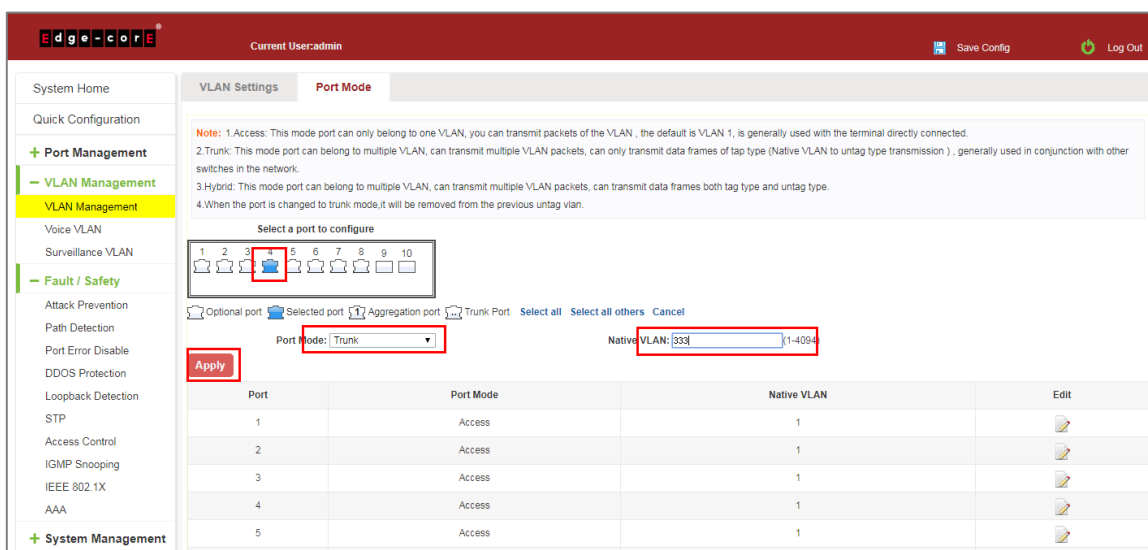 Edge-corE®
Current User:admin
Save Config
Log Out
System Home
Quick Configuration
+ Port Management
− VLAN Management
VLAN Management
Voice VLAN
Surveillance VLAN
− Fault / Safety
Attack Prevention
Path Detection
Port Error Disable
DDOS Protection
Loopback Detection
STP
Access Control
IGMP Snooping
IEEE 802.1X
AAA
+ System Management
VLAN Settings Port Mode
Note: 1.Access: This mode port can only belong to one VLAN, you can transmit packets of the VLAN , the default is VLAN 1, is generally used with the terminal directly connected.
2.Trunk: This mode port can belong to multiple VLAN, can transmit multiple VLAN packets, can only transmit data frames of tap type (Native VLAN to untag type transmission ) , generally used in conjunction with other
switches in the network.
3.Hybrid: This mode port can belong to multiple VLAN, can transmit multiple VLAN packets, can transmit data frames both tag type and untag type.
4.When the port is changed to trunk mode,it will be removed from the previous untag vlan.
Select a port to configure
1 2 3 4 5 6 7 8 9 10
Optional port Selected port 1 Aggregation port ... Trunk Port Select all Select all others Cancel
Port Mode: Trunk Native VLAN: 333 (1-4094)
Apply
Port Port Mode Native VLAN Edit
1 Access 1
2 Access 1
3 Access 1
4 Access 1
5 Access 1